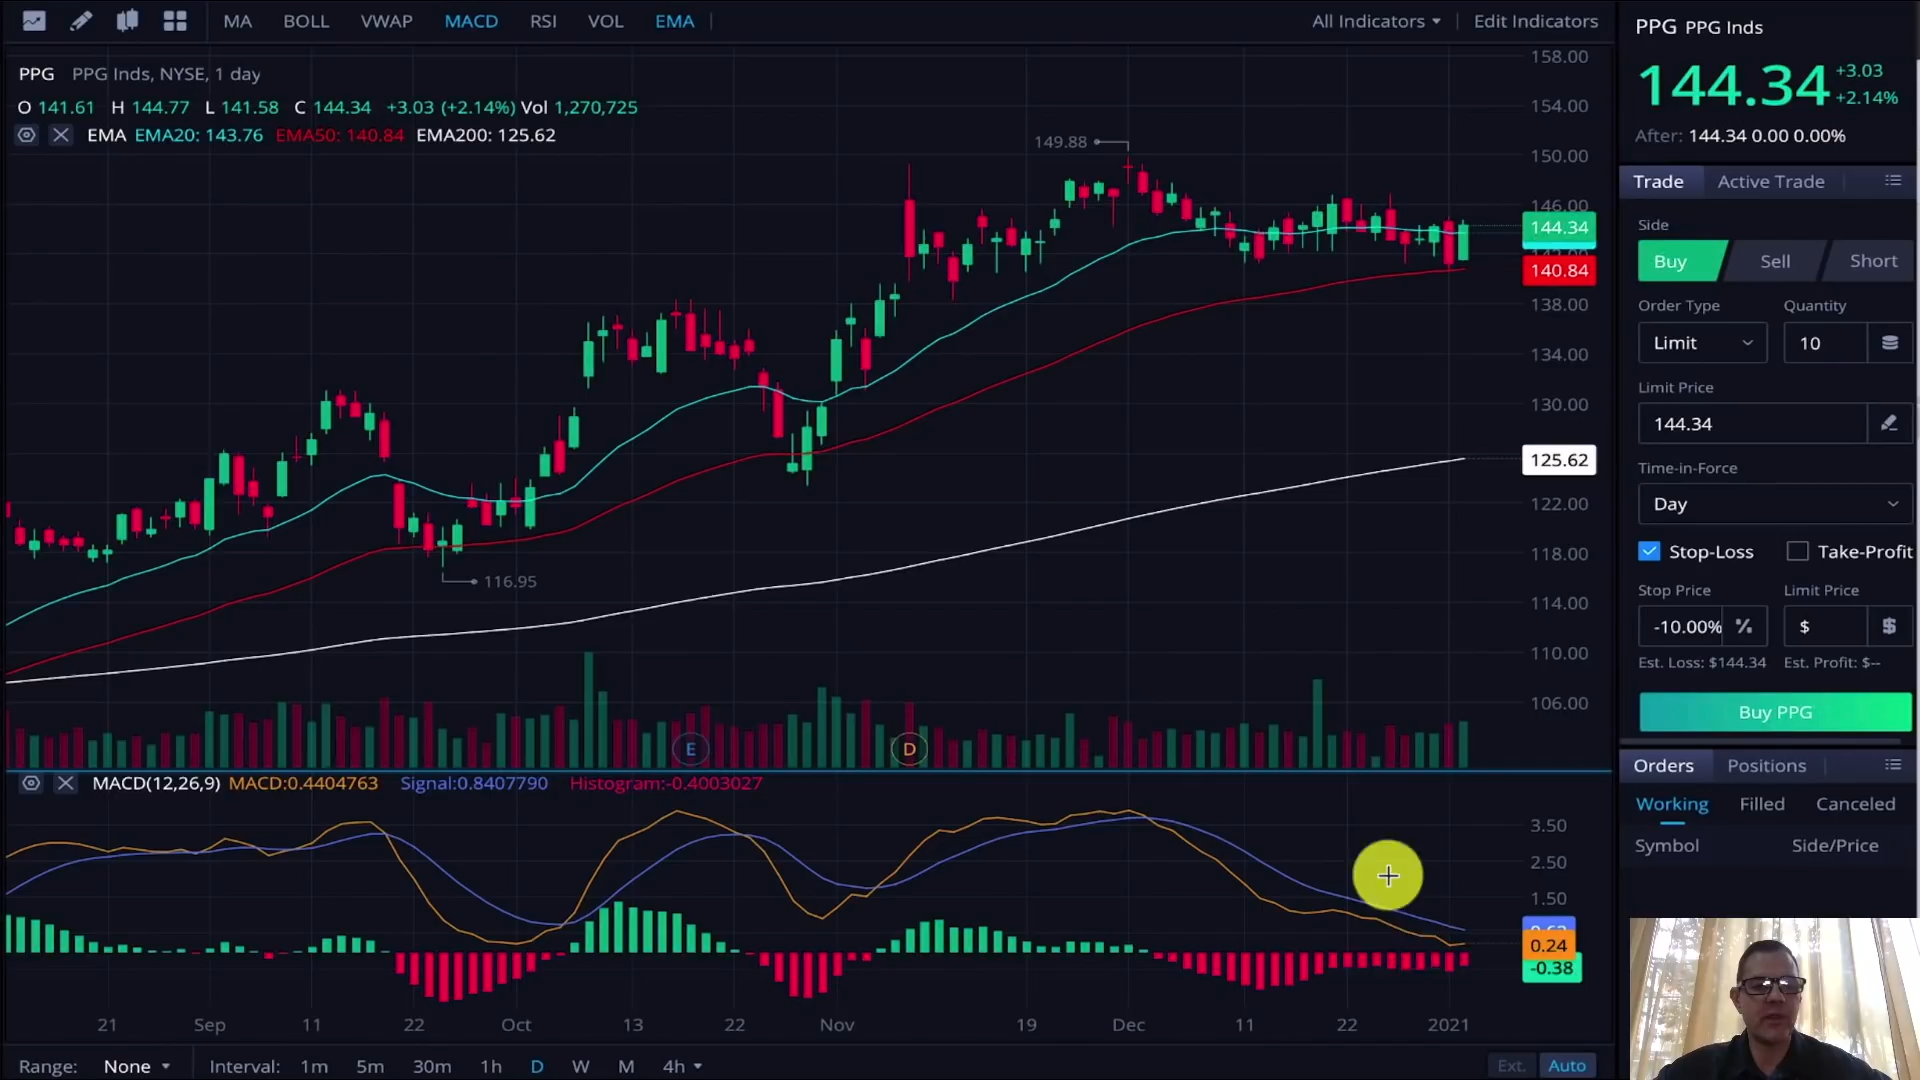 MA BOLL VWAP MACD RSI VOL EMA All Indicators Edit Indicators
PPG PPG Inds
144.34 +3.03 +2.14%
After: 144.34 0.00 0.00%
PPG PPG Inds, NYSE, 1 day
O 141.61 H 144.77 L 141.58 C 144.34 +3.03 (+2.14%) Vol 1,270,725
EMA EMA20: 143.76 EMA50: 140.84 EMA200: 125.62
158.00
154.00
150.00
146.00
144.34
140.84
138.00
134.00
130.00
125.62
122.00
118.00
114.00
110.00
106.00
149.88
116.95
E D
MACD(12,26,9) MACD:0.4404763 Signal:0.8407790 Histogram:-0.4003027
3.50
2.50
1.50
0.24
-0.38
21 Sep 11 22 Oct 13 22 Nov 19 Dec 11 22 2021
Range: None Interval: 1m 5m 30m 1h D W M 4h Ext. Auto
Trade Active Trade
Side
Buy Sell Short
Order Type Quantity
Limit 10
Limit Price
144.34
Time-in-Force
Day
Stop-Loss Take-Profit
Stop Price Limit Price
-10.00% % $ $
Est. Loss: $144.34 Est. Profit: $--
Buy PPG
Orders Positions
Working Filled Canceled
Symbol Side/Price